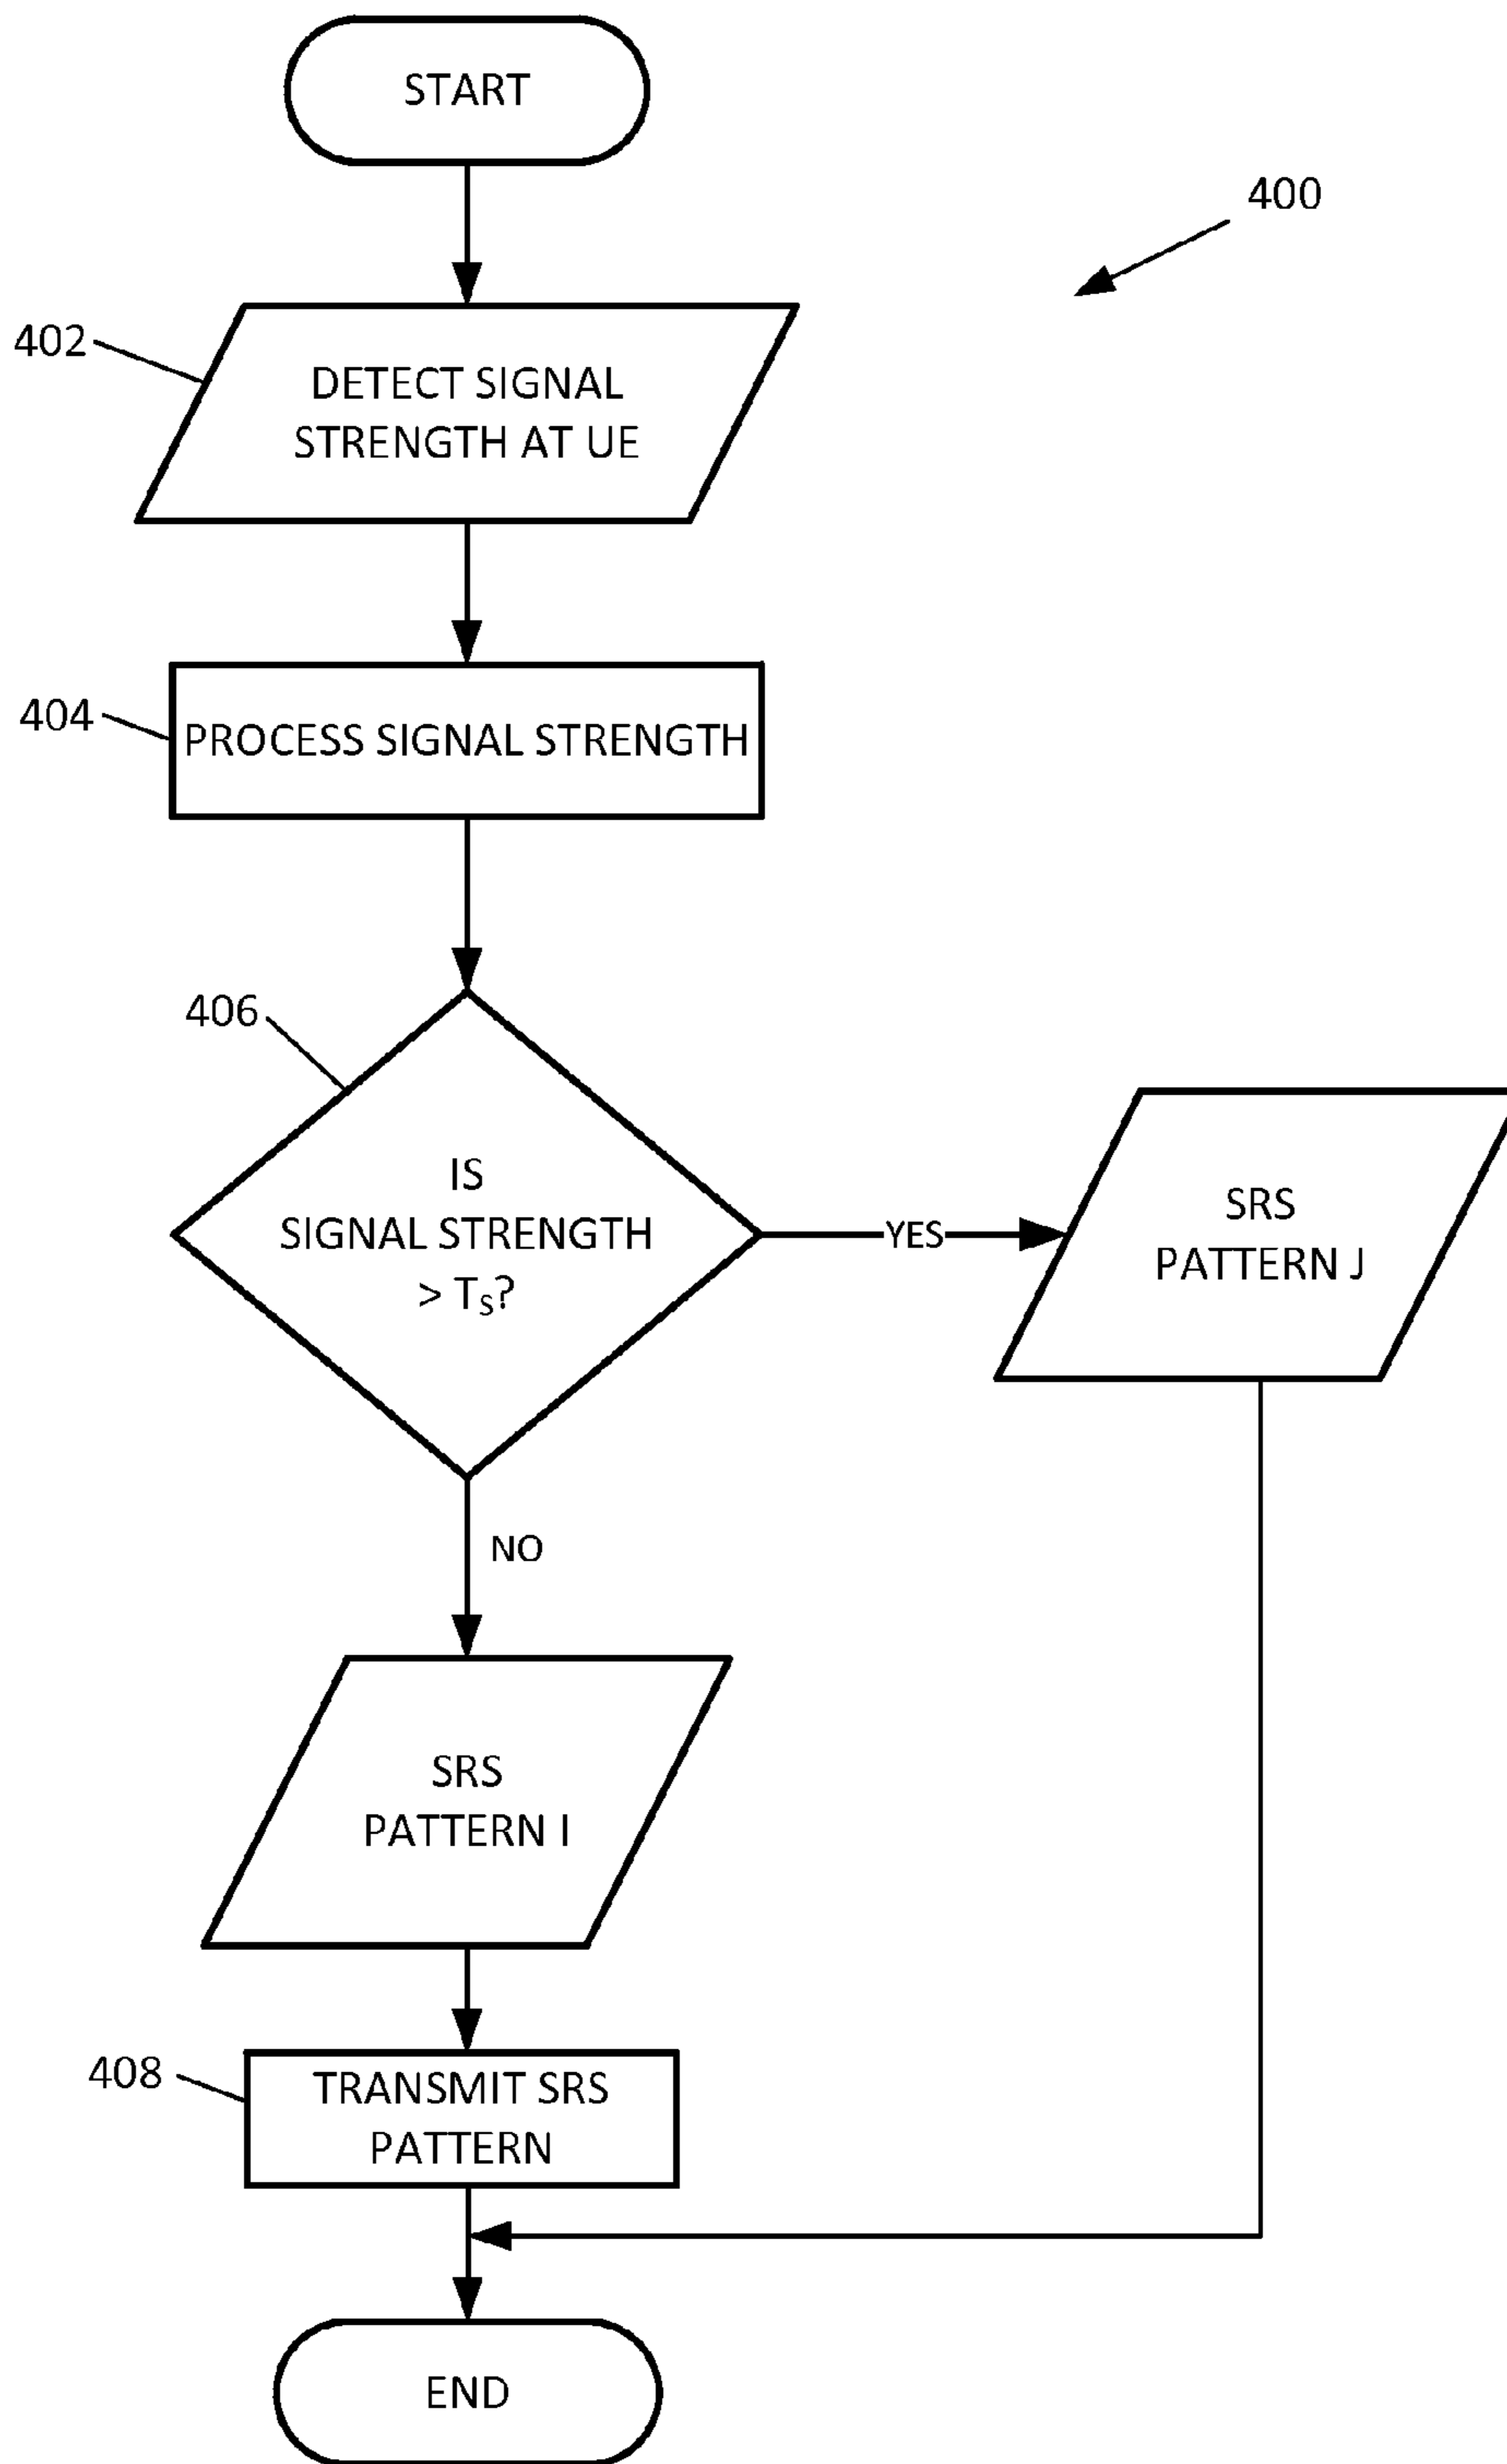 START
400
402
DETECT SIGNAL
STRENGTH AT UE
404
PROCESS SIGNAL STRENGTH
406
IS
SIGNAL STRENGTH
> TS?
YES
SRS
PATTERN J
NO
SRS
PATTERN I
408
TRANSMIT SRS
PATTERN
END